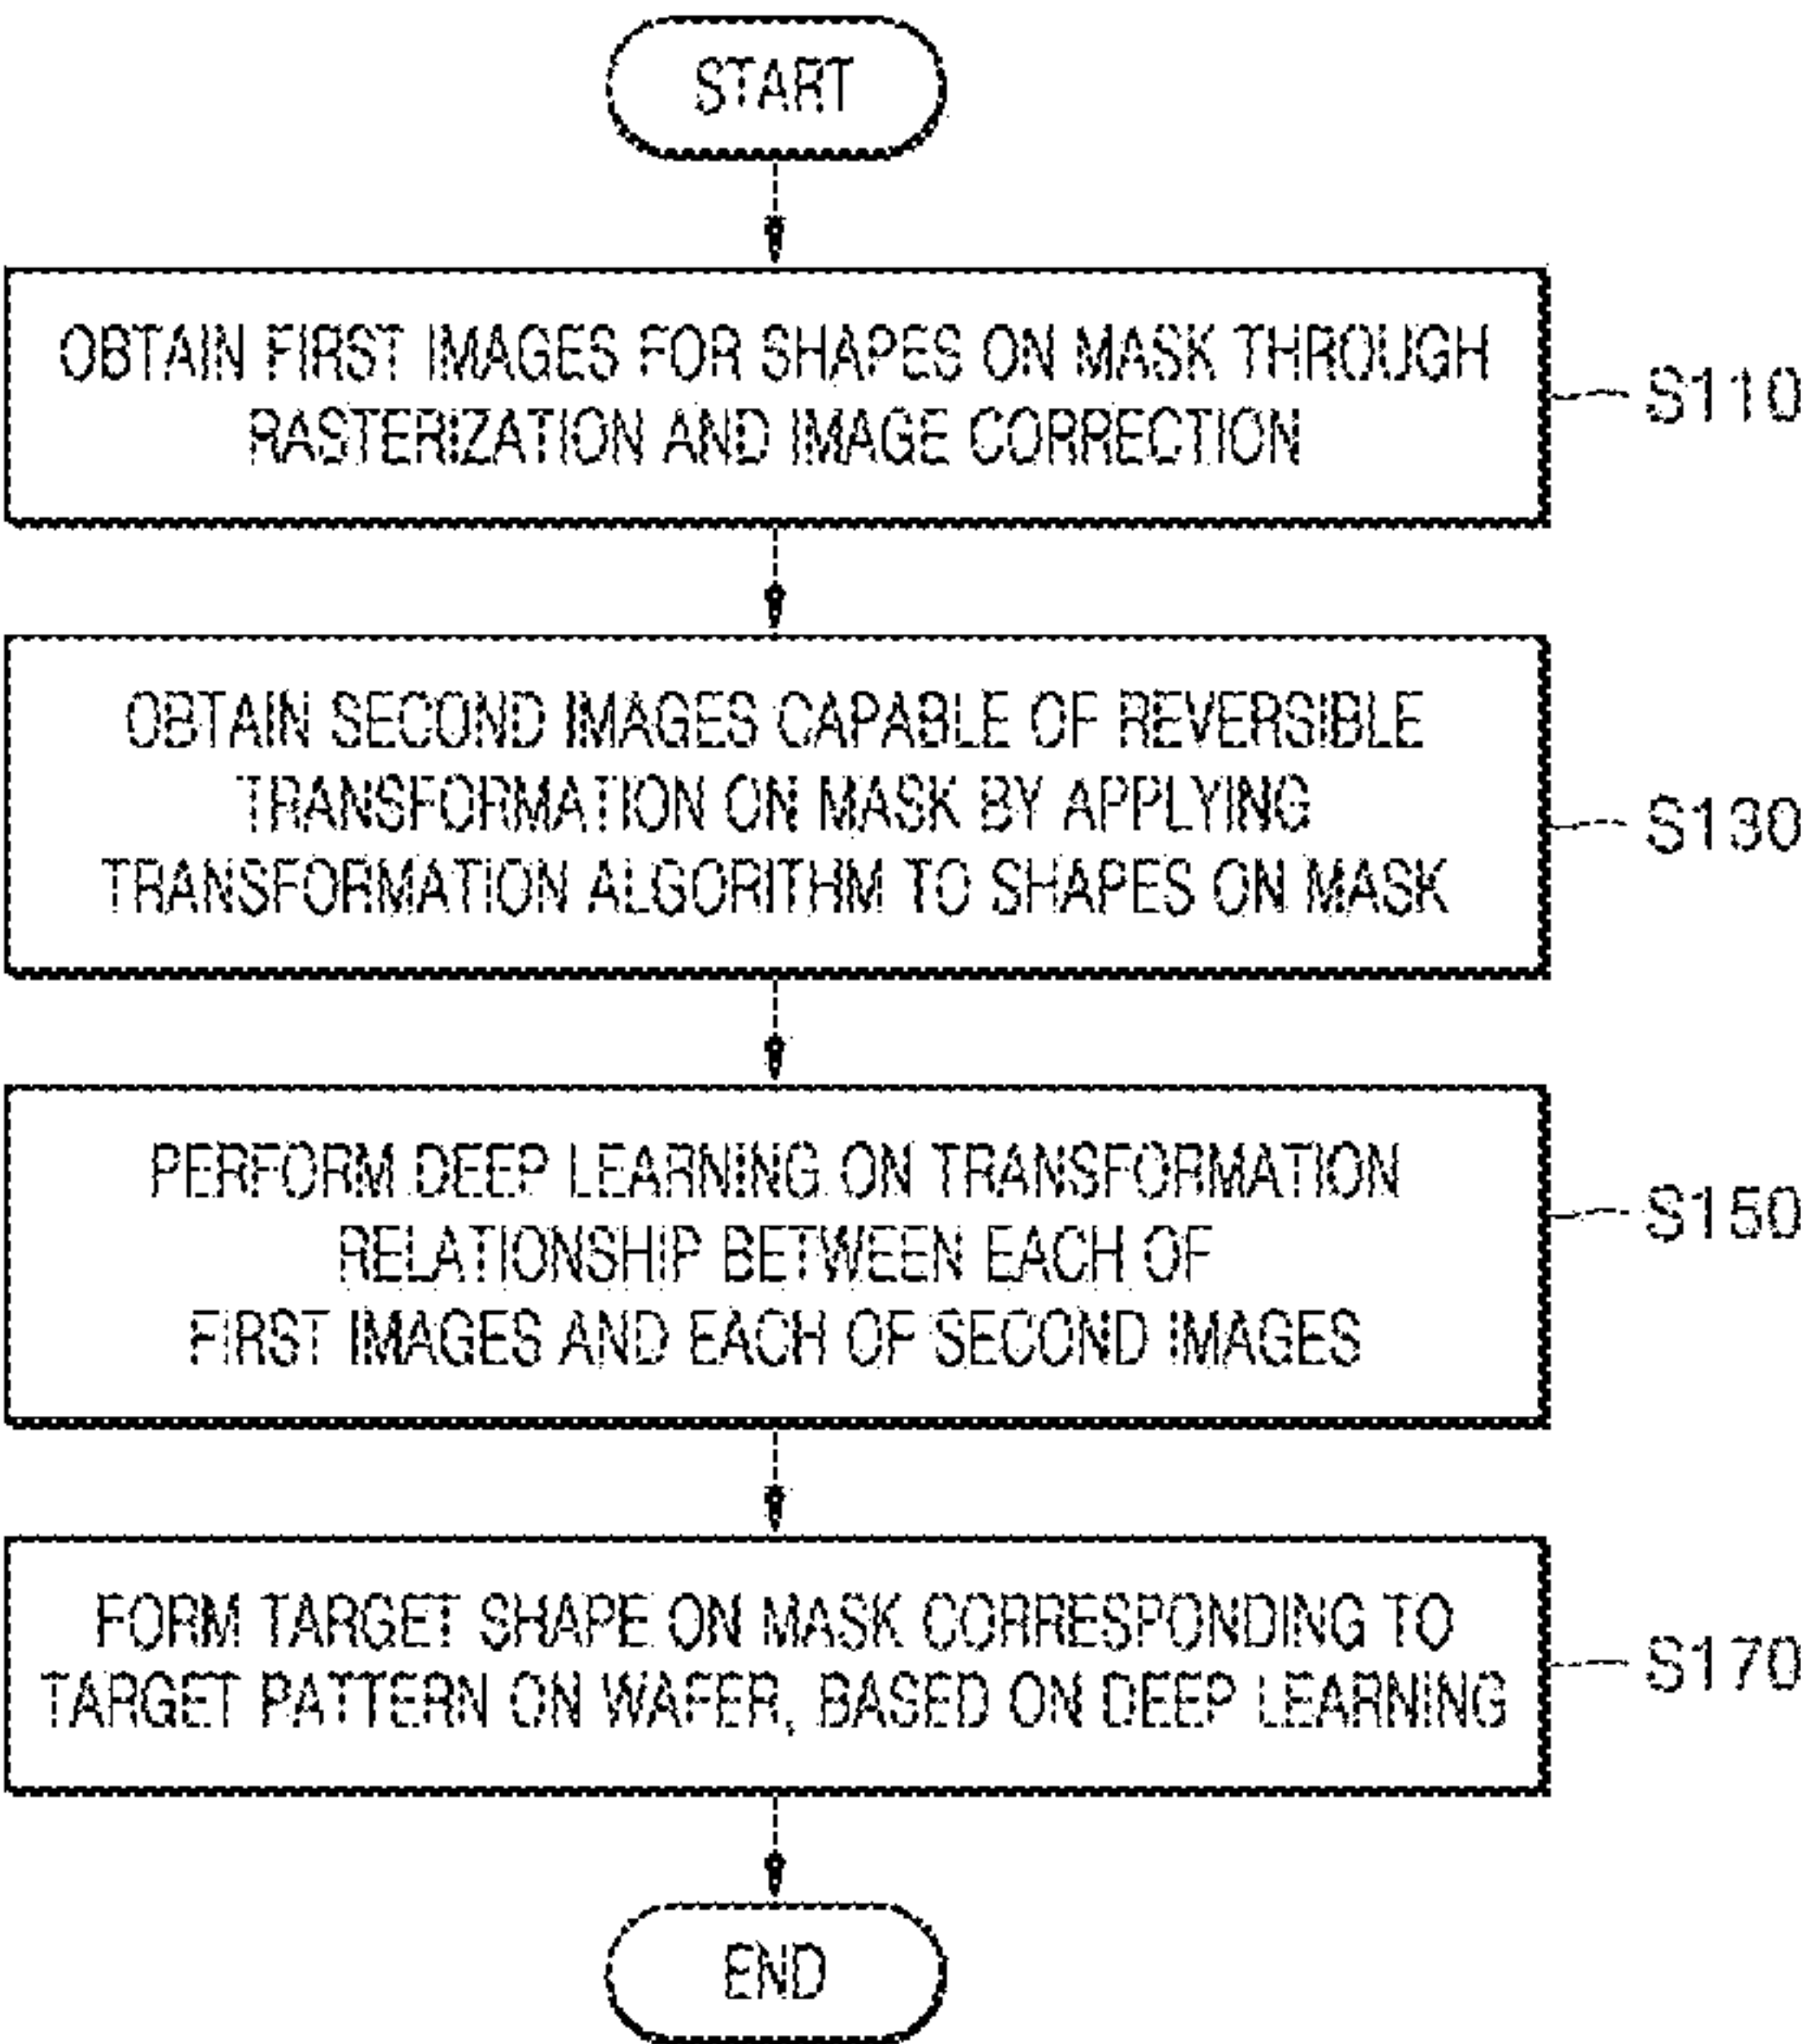 START
OBTAIN FIRST IMAGES FOR SHAPES ON MASK THROUGH
RASTERIZATION AND IMAGE CORRECTION
S110
OBTAIN SECOND IMAGES CAPABLE OF REVERSIBLE
TRANSFORMATION ON MASK BY APPLYING
TRANSFORMATION ALGORITHM TO SHAPES ON MASK
S130
PERFORM DEEP LEARNING ON TRANSFORMATION
RELATIONSHIP BETWEEN EACH OF
FIRST IMAGES AND EACH OF SECOND IMAGES
S150
FORM TARGET SHAPE ON MASK CORRESPONDING TO
TARGET PATTERN ON WAFER, BASED ON DEEP LEARNING
S170
END